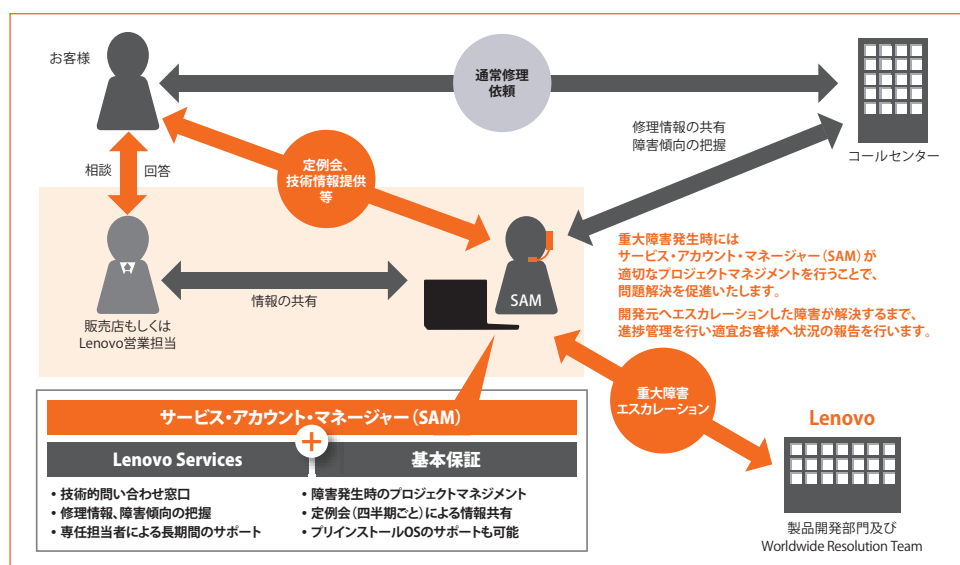 お客様
通常修理
依頼
修理情報の共有
障害傾向の把握
コールセンター
相談
回答
定例会、
技術情報提供
等
重大障害発生時には
サービス・アカウント・マネージャー（SAM）が
適切なプロジェクトマネジメントを行うことで、
問題解決を促進いたします。
開発元へエスカレーションした障害が解決するまで、
進捗管理を行い適宜お客様へ状況の報告を行います。
情報の共有
SAM
販売店もしくは
Lenovo営業担当
重大障害
エスカレーション
サービス・アカウント・マネージャー（SAM）
+
Lenovo Services
基本保証
・技術的問い合わせ窓口
・修理情報、障害傾向の把握
・専任担当者による長期間のサポート
・障害発生時のプロジェクトマネジメント
・定例会（四半期ごと）による情報共有
・プリインストールOSのサポートも可能
Lenovo
製品開発部門及び
Worldwide Resolution Team